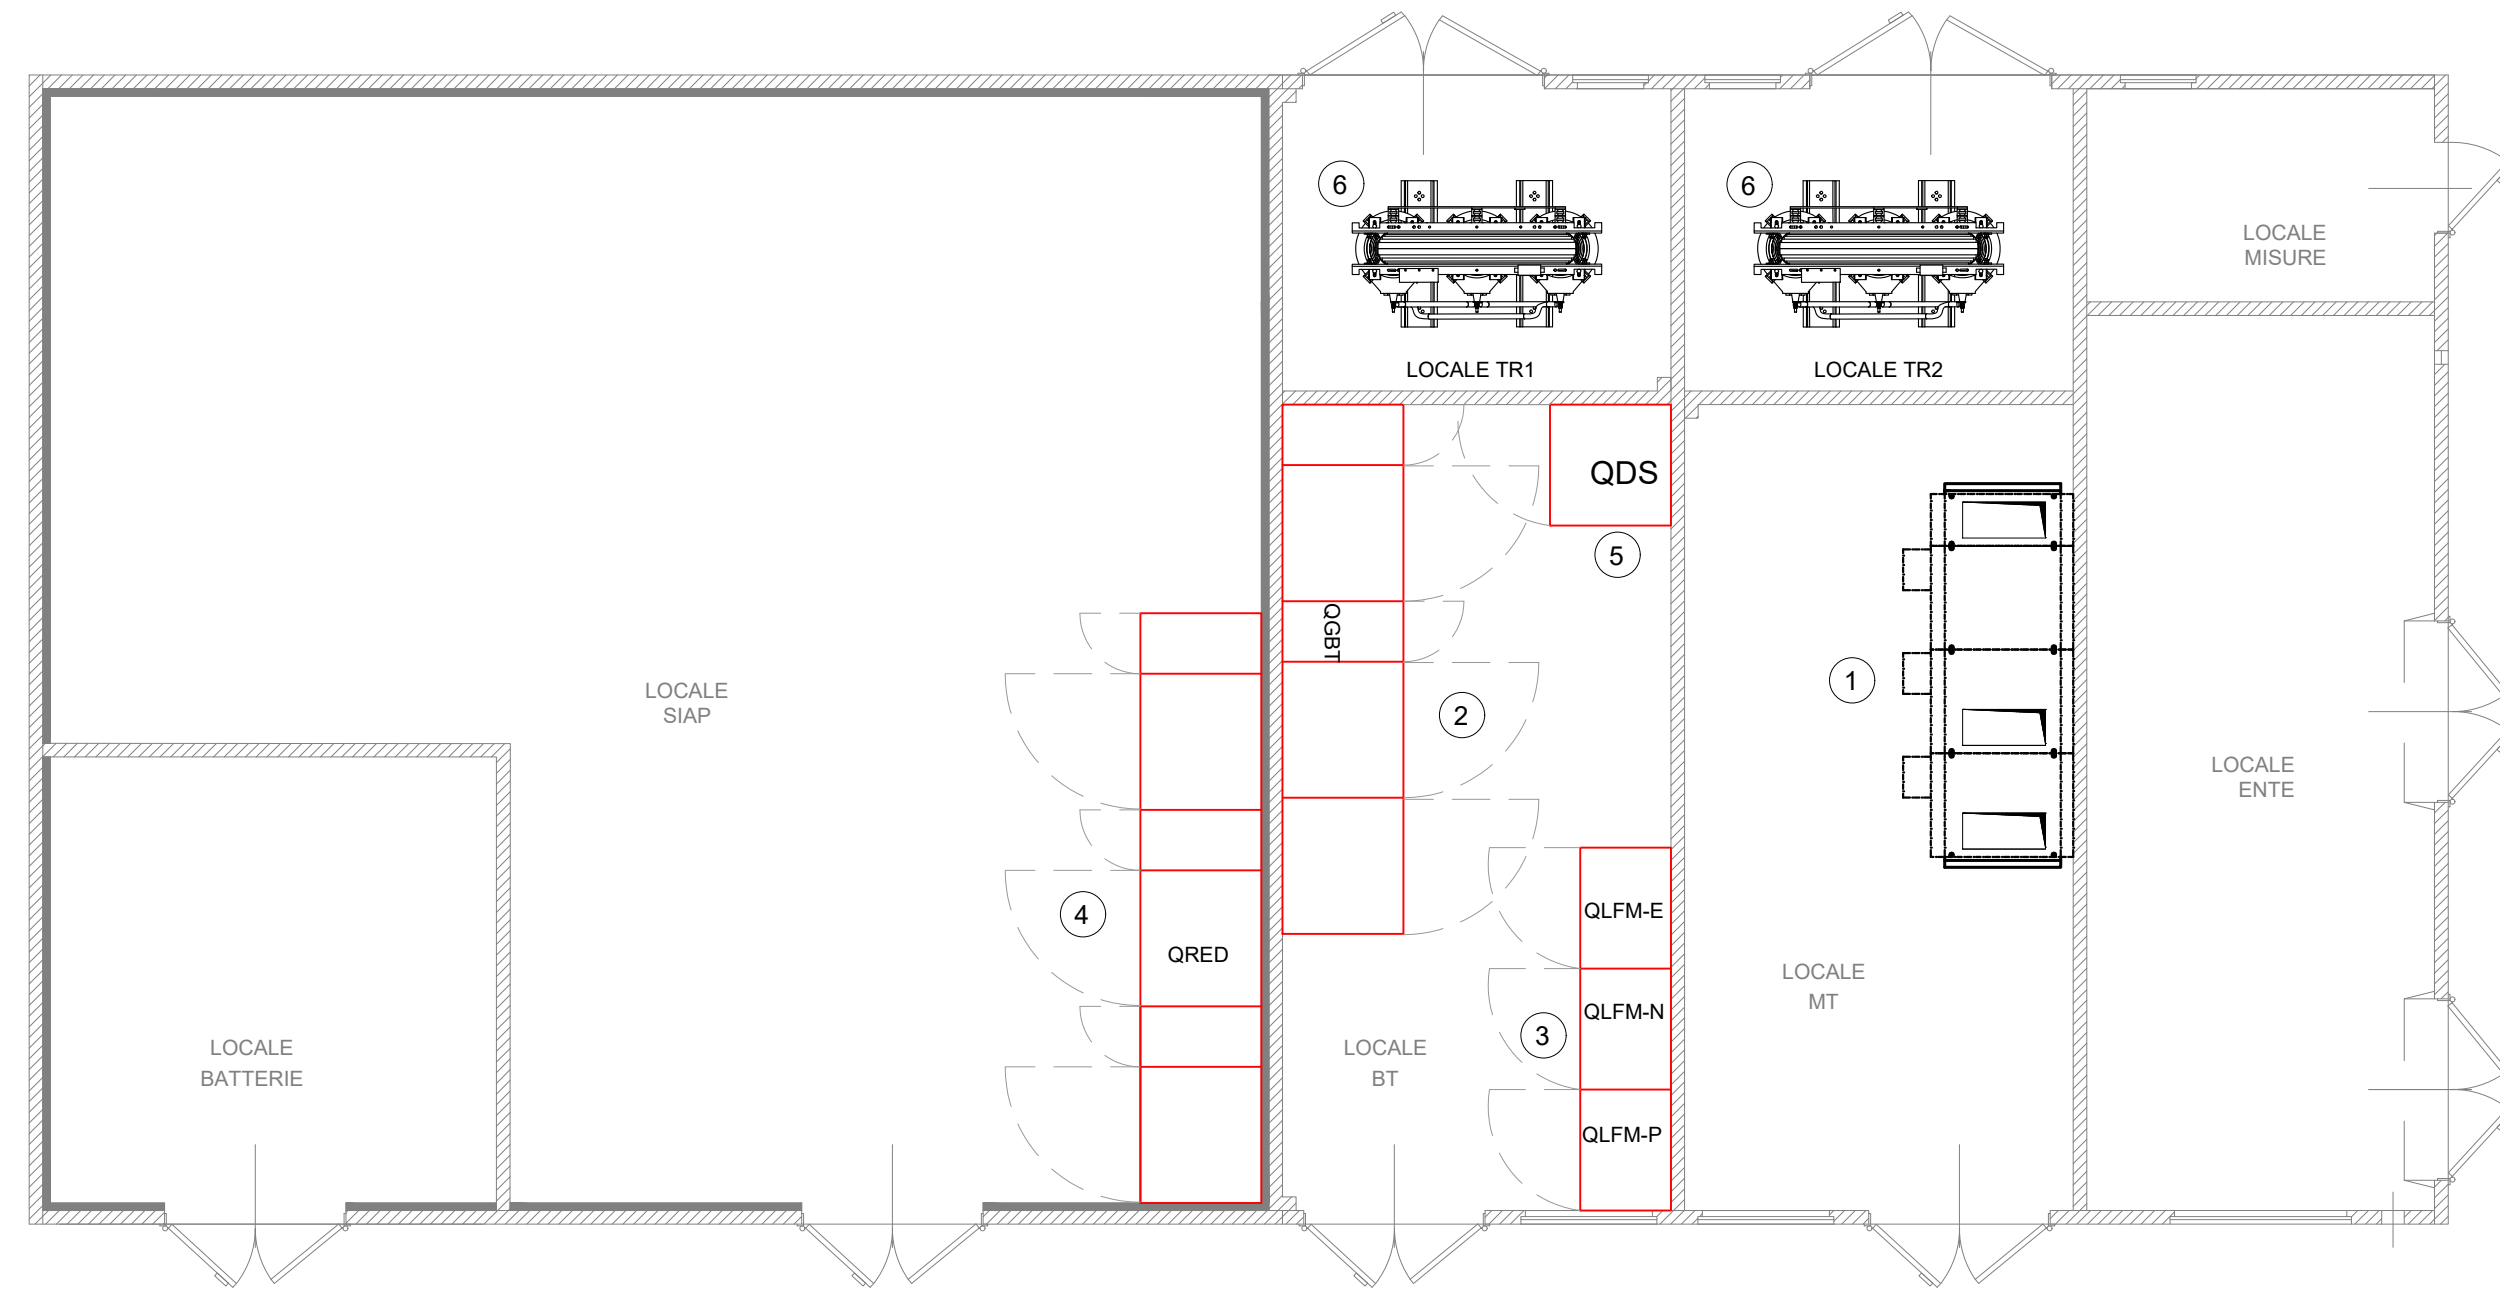 6
6
LOCALE
MISURE
LOCALE TR1
LOCALE TR2
QDS
5
QGBT
LOCALE
SIAP
2
1
LOCALE
ENTE
4
QLFM-E
QRED
LOCALE
MT
QLFM-N
3
LOCALE
BATTERIE
LOCALE
BT
QLFM-P